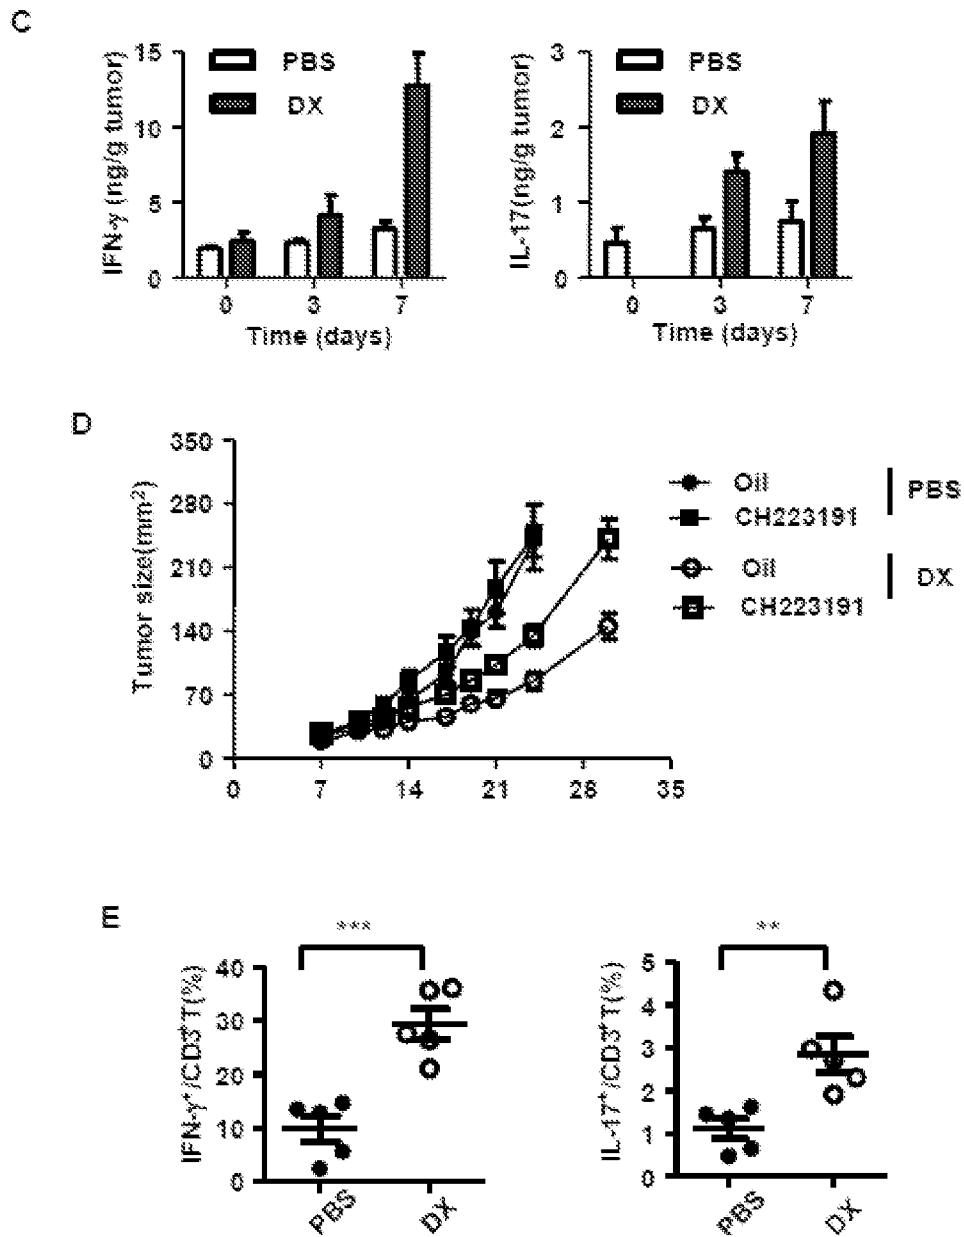 C
IFN-γ (ng/g tumor)
15
10
5
0
PBS
DX
0 3 7
Time (days)
IL-17(ng/g tumor)
3
2
1
0
PBS
DX
0 3 7
Time (days)
D
Tumor size(mm²)
350
280
210
140
70
0
0 7 14 21 28 35
Oil
CH223191
PBS
Oil
CH223191
DX
E
IFN-γ⁺/CD3⁺T(%)
40
30
20
10
0
***
PBS DX
IL-17⁺/CD3⁺T(%)
5
4
3
2
1
0
**
PBS DX